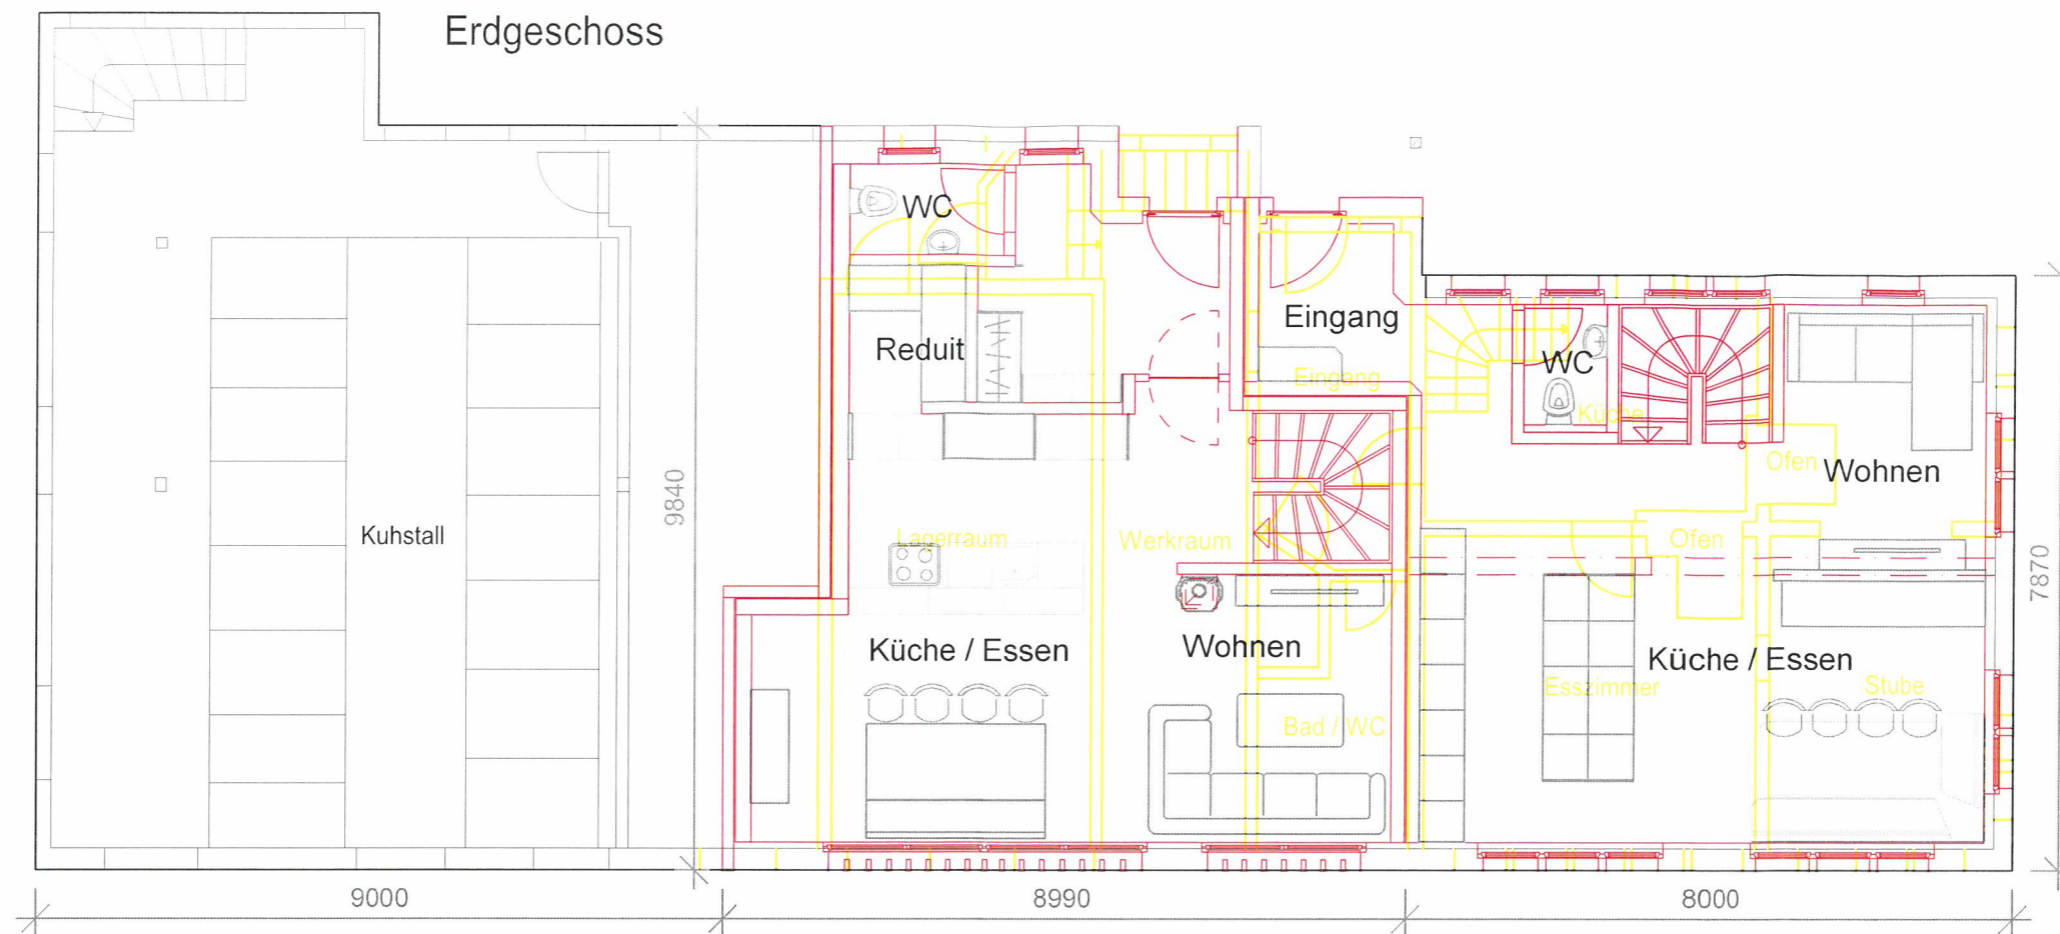 Erdgeschoss
WC
Eingang
Reduit
WC
Eingang
Küche
Ofen
Wohnen
9840
Kuhstall
Lagerraum
Werkraum
Ofen
7870
Küche / Essen
Wohnen
Küche / Essen
Esszimmer
Stube
Bad / WC
9000
8990
8000